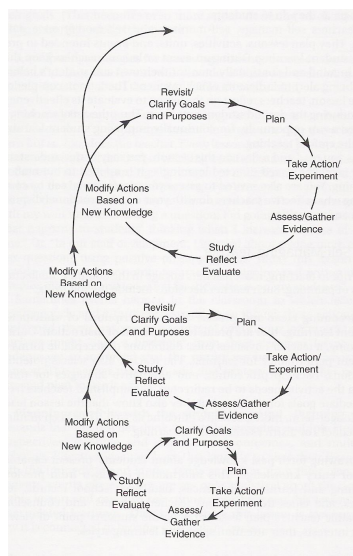 Revisit/
Clarify Goals
and Purposes
Plan
Take Action/
Experiment
Assess/Gather
Evidence
Study
Reflect
Evaluate
Modify Actions
Based on
New Knowledge
Modify Actions
Based on
New Knowledge
Revisit/
Clarify Goals
and Purposes
Plan
Take Action/
Experiment
Assess/Gather
Evidence
Study
Reflect
Evaluate
Modify Actions
Based on
New Knowledge
Clarify Goals
and Purposes
Plan
Take Action/
Experiment
Assess/
Gather
Evidence
Study
Reflect
Evaluate